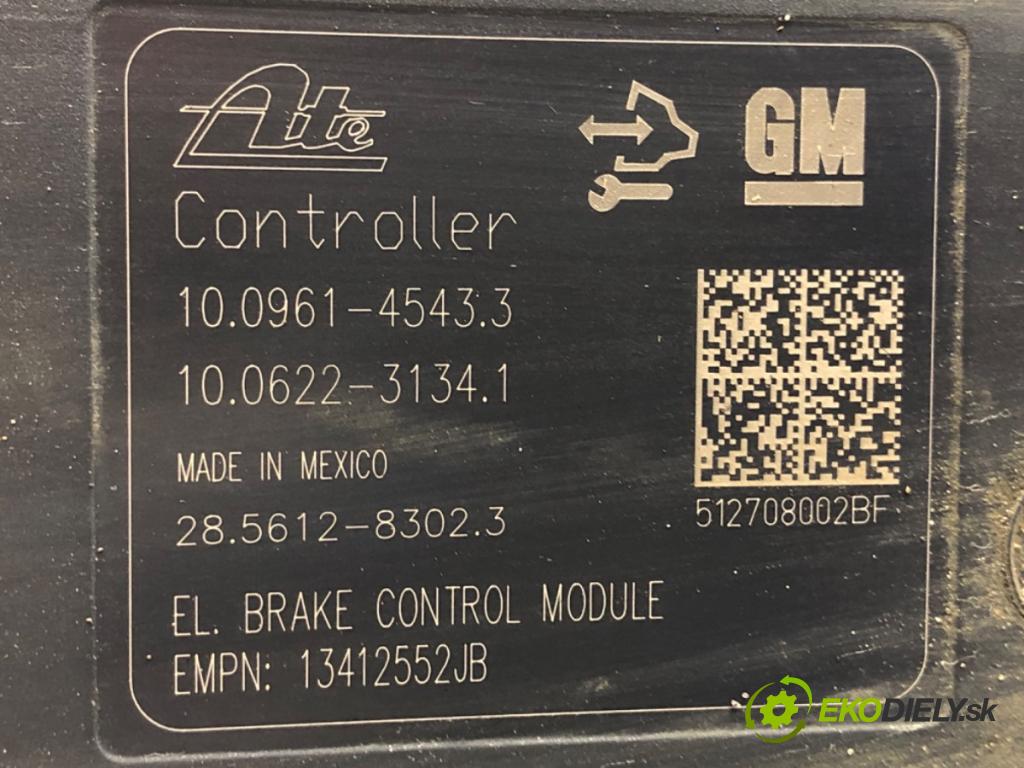 Ate
GM
Controller
10.0961-4543.3
10.0622-3134.1
MADE IN MEXICO
28.5612-8302.3
512708002BF
EL. BRAKE CONTROL MODULE
EMPN: 13412552JB
EKODIELY.sk